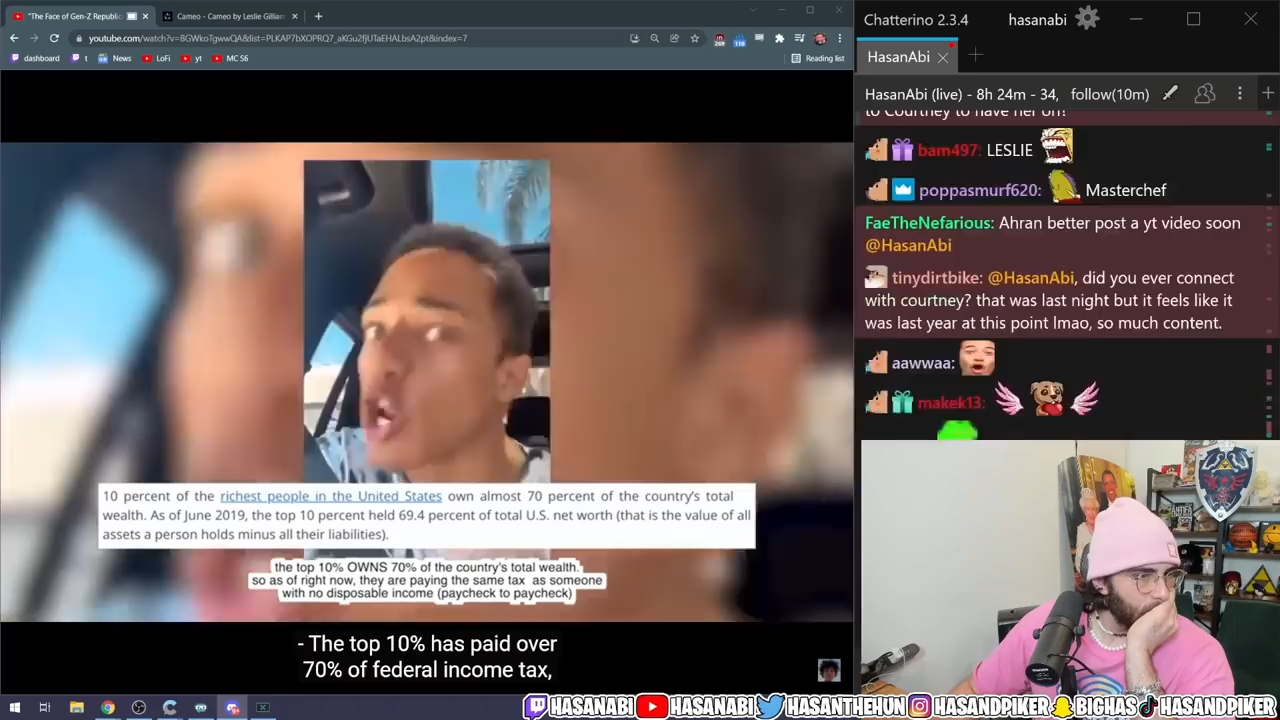 "The Face of Gen-Z Republic
Cameo - Cameo by Leslie Gillian
youtube.com/watch?v=BGWkoTgwwQA&list=PLKAP7bXOPRQ7_aKGu2fjUTaEHALbsA2pt&index=7
dashboard
t
News
LoFi
yt
MC S6
Reading list
10 percent of the richest people in the United States own almost 70 percent of the country's total
wealth. As of June 2019, the top 10 percent held 69.4 percent of total U.S. net worth (that is the value of all
assets a person holds minus all their liabilities).
the top 10% OWNS 70% of the country's total wealth.
so as of right now, they are paying the same tax as someone
with no disposable income (paycheck to paycheck)
- The top 10% has paid over
70% of federal income tax,
Chatterino 2.3.4
hasanabi
HasanAbi
HasanAbi (live) - 8h 24m - 34,
follow(10m)
to Courtney to have her on!
bam497: LESLIE
poppasmurf620: Masterchef
FaeTheNefarious: Ahran better post a yt video soon
@HasanAbi
tinydirtbike: @HasanAbi, did you ever connect
with courtney? that was last night but it feels like it
was last year at this point lmao, so much content.
aawwaa:
makek13:
HASANABI HASANABI HASANTHEHUN HASANDPIKER BIGHAS HASANDPIKER